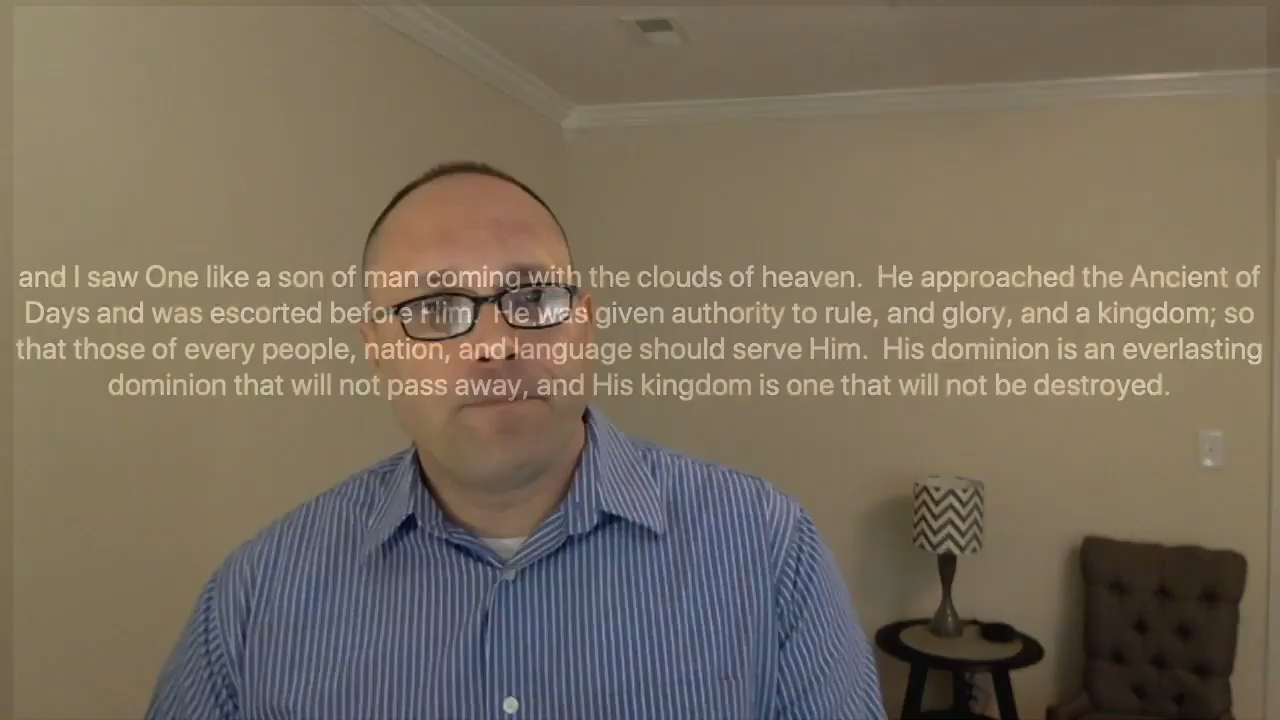 and I saw One like a son of man coming with the clouds of heaven.  He approached the Ancient of
Days and was escorted before Him.  He was given authority to rule, and glory, and a kingdom; so
that those of every people, nation, and language should serve Him.  His dominion is an everlasting
dominion that will not pass away, and His kingdom is one that will not be destroyed.